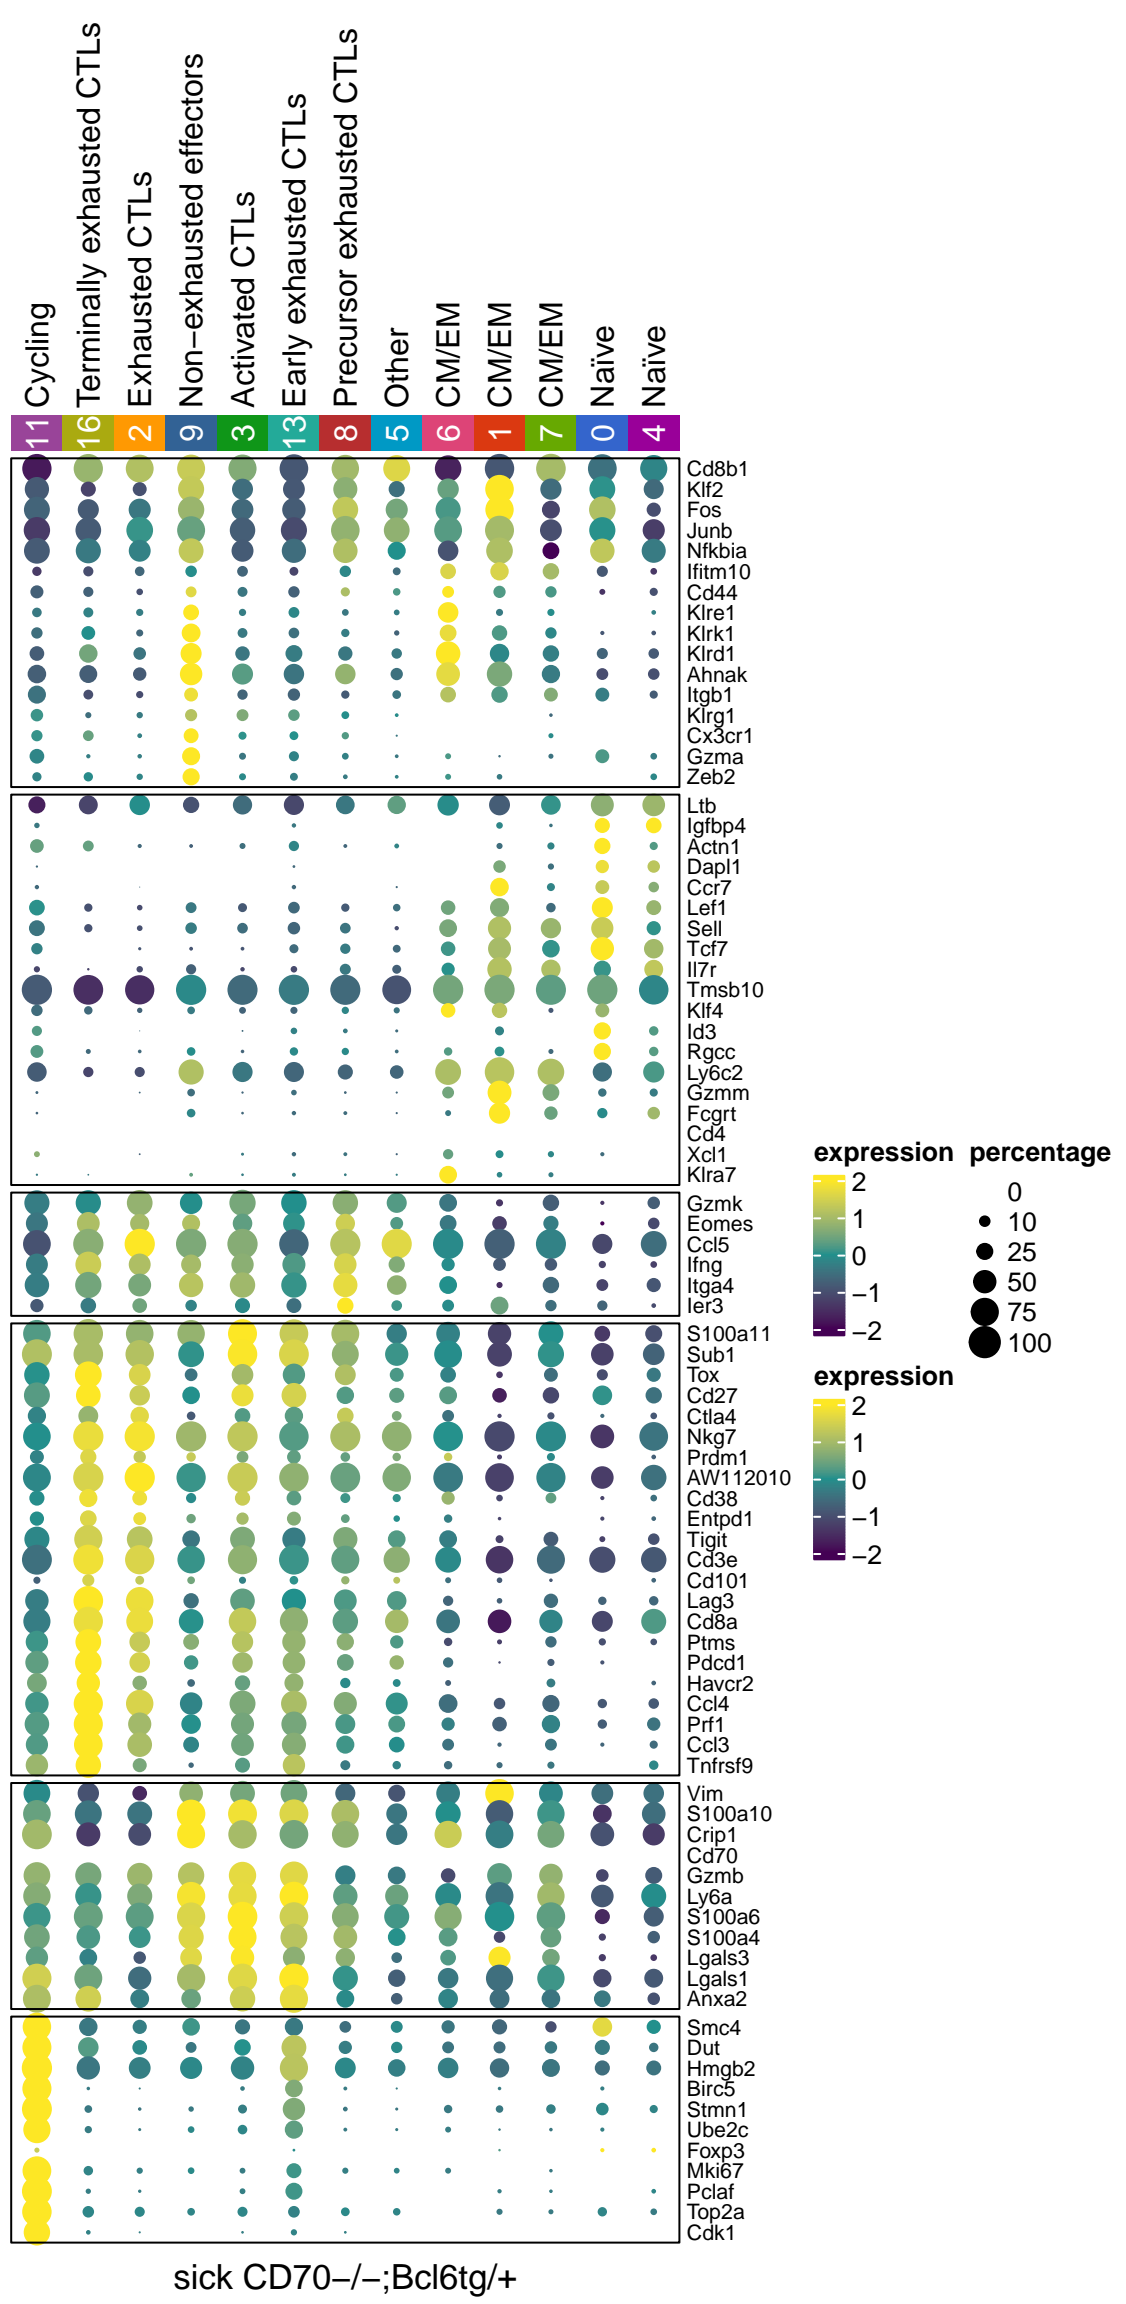 Cycling
Terminally exhausted CTLs
Exhausted CTLs
Non−exhausted effectors
Activated CTLs
Early exhausted CTLs
Precursor exhausted CTLs
Other
CM/EM
CM/EM
CM/EM
Naïve
Naïve
11 16 2 9 3 13 8 5 6 1 7 0 4
Cd8b1
Klf2
Fos
Junb
Nfkbia
Ifitm10
Cd44
Klre1
Klrk1
Klrd1
Ahnak
Itgb1
Klrg1
Cx3cr1
Gzma
Zeb2
Ltb
Igfbp4
Actn1
Dapl1
Ccr7
Lef1
Sell
Tcf7
Il7r
Tmsb10
Klf4
Id3
Rgcc
Ly6c2
Gzmm
Fcgrt
Cd4
Xcl1
Klra7
Gzmk
Eomes
Ccl5
Ifng
Itga4
Ier3
S100a11
Sub1
Tox
Cd27
Ctla4
Nkg7
Prdm1
AW112010
Cd38
Entpd1
Tigit
Cd3e
Cd101
Lag3
Cd8a
Ptms
Pdcd1
Havcr2
Ccl4
Prf1
Ccl3
Tnfrsf9
Vim
S100a10
Crip1
Cd70
Gzmb
Ly6a
S100a6
S100a4
Lgals3
Lgals1
Anxa2
Smc4
Dut
Hmgb2
Birc5
Stmn1
Ube2c
Foxp3
Mki67
Pclaf
Top2a
Cdk1
sick CD70−/−;Bcl6tg/+
expression
2
1
0
−1
−2
percentage
0
10
25
50
75
100
expression
2
1
0
−1
−2